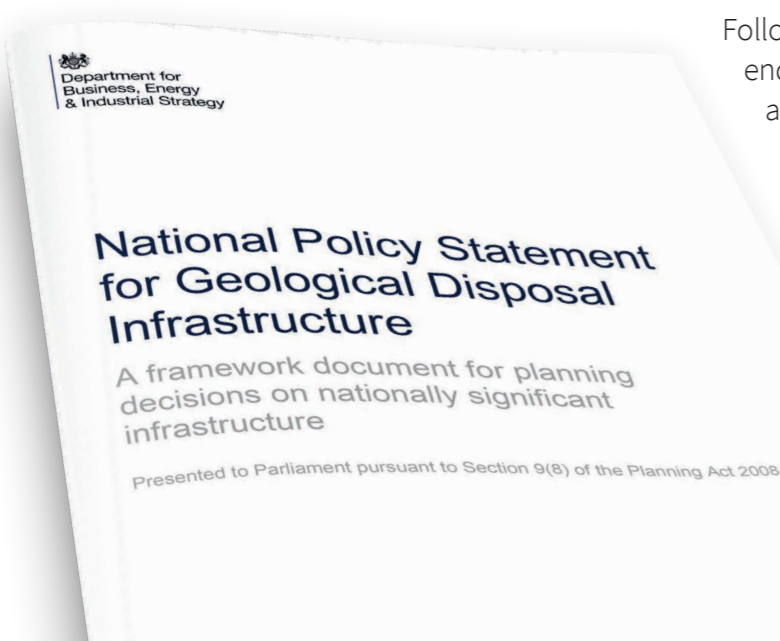 Department for
Business, Energy
& Industrial Strategy
National Policy Statement
for Geological Disposal
Infrastructure
A framework document for planning
decisions on nationally significant
infrastructure
Presented to Parliament pursuant to Section 9(8) of the Planning Act 2008